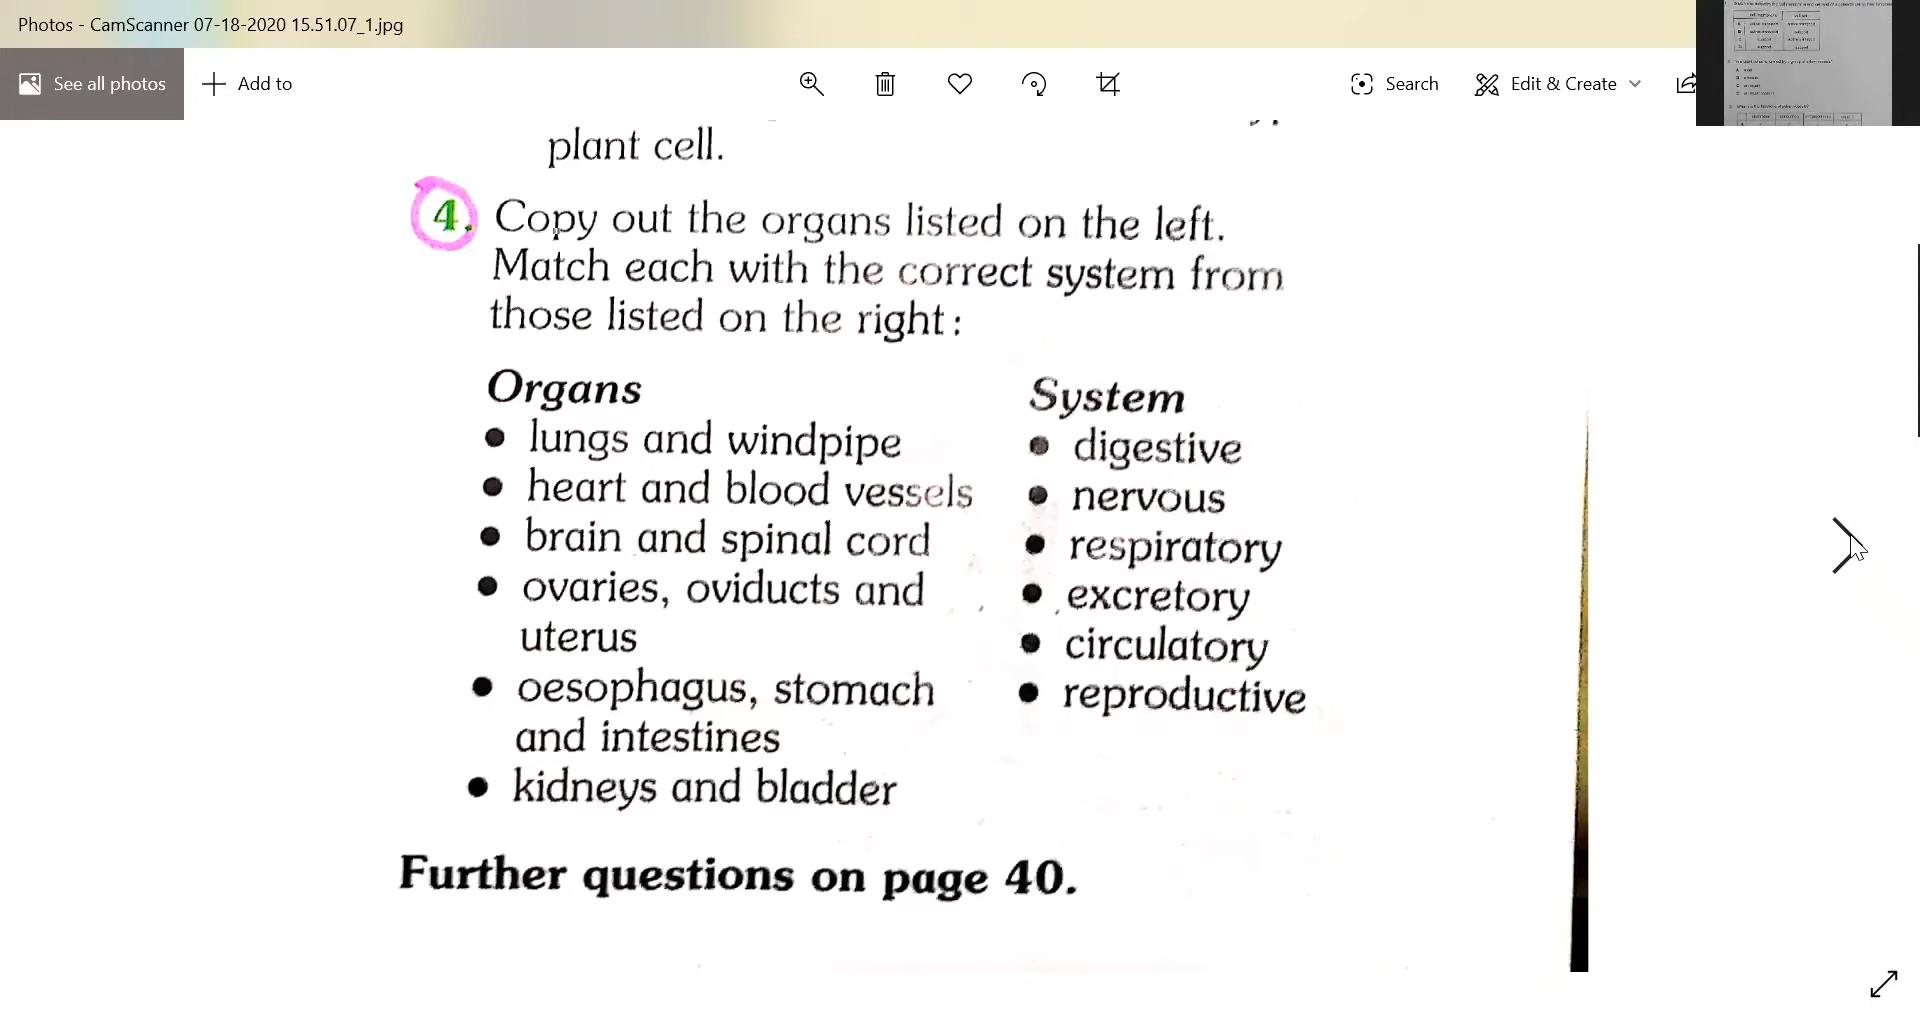 Photos - CamScanner 07-18-2020 15.51.07_1.jpg
See all photos
Add to
Search
Edit & Create
plant cell.
4. Copy out the organs listed on the left.
Match each with the correct system from
those listed on the right:
Organs
• lungs and windpipe
• heart and blood vessels
• brain and spinal cord
• ovaries, oviducts and
uterus
• oesophagus, stomach
and intestines
• kidneys and bladder
System
• digestive
• nervous
• respiratory
• excretory
• circulatory
• reproductive
Further questions on page 40.